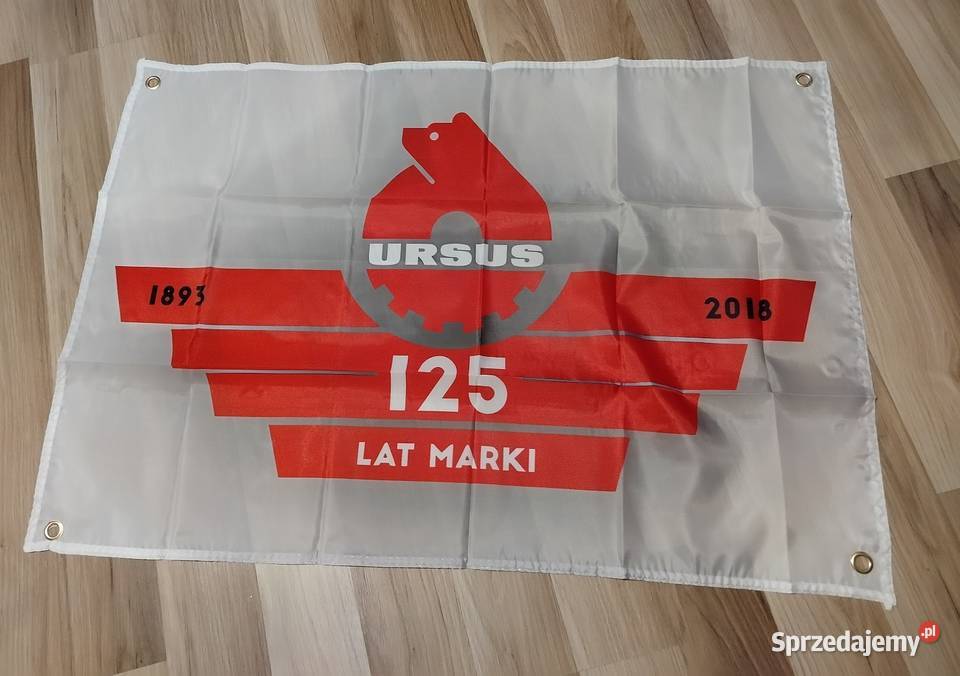 URSUS
1893
2018
125
LAT MARKI
Sprzedajemy.pl